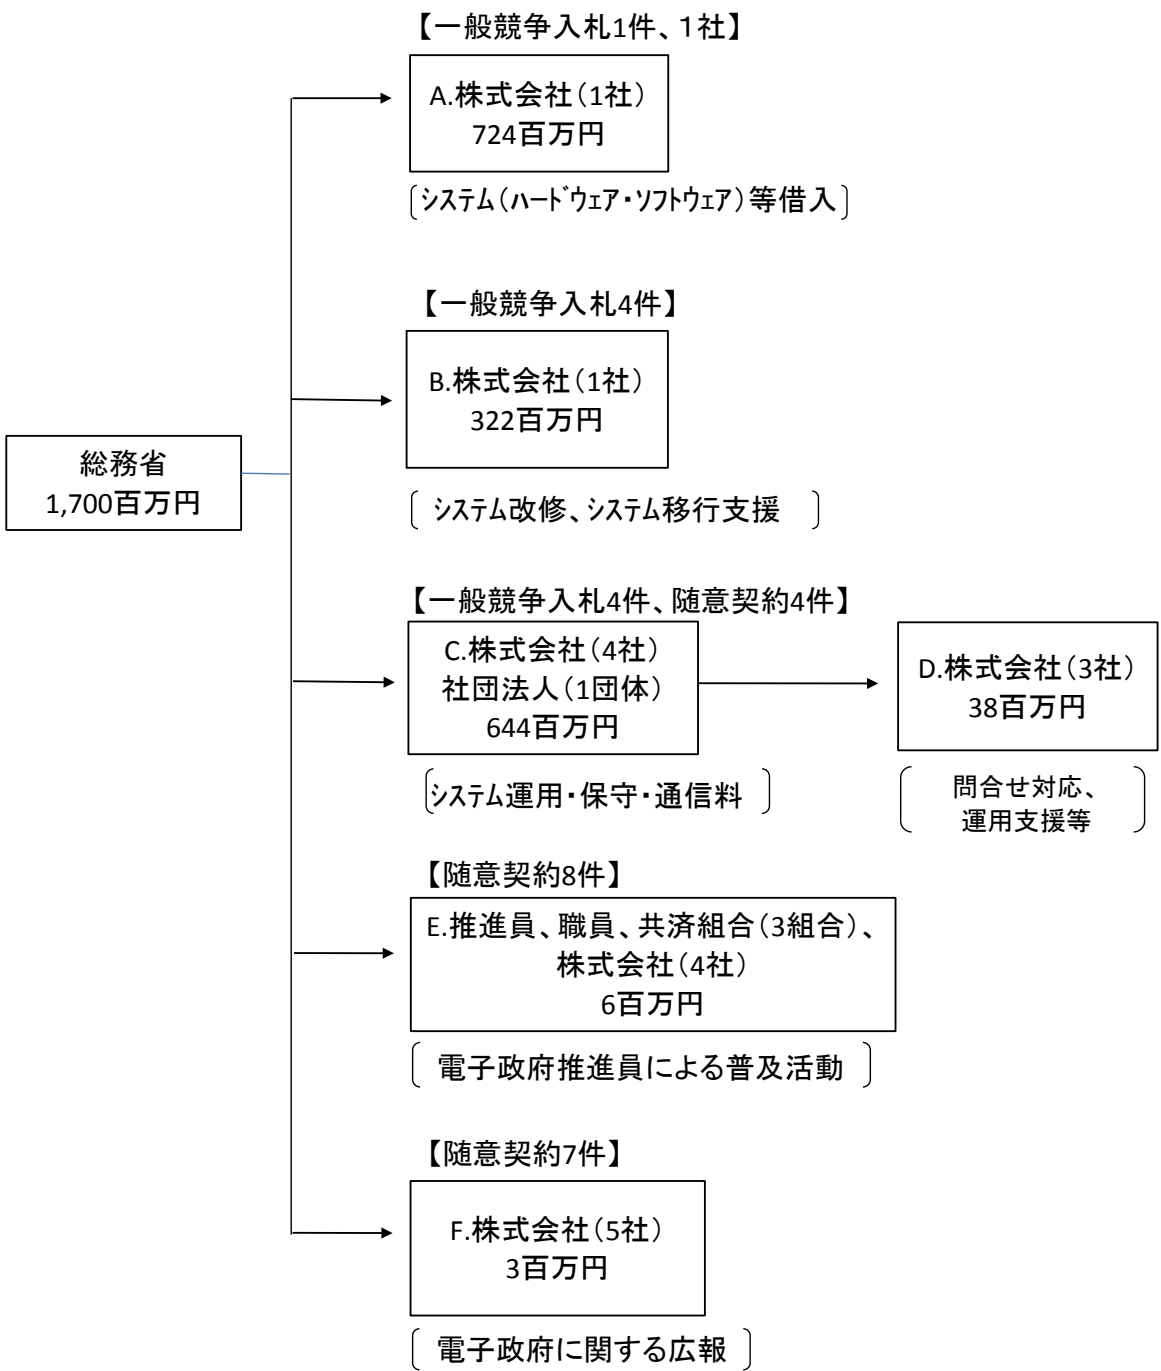 【一般競争入札1件、１社】
A.株式会社（1社）
724百万円
システム（ﾊｰﾄﾞｳｪｱ・ソフトウェア）等借入
【一般競争入札4件】
B.株式会社（1社）
322百万円
システム改修、システム移行支援
総務省
1,700百万円
【一般競争入札4件、随意契約4件】
C.株式会社（4社）
社団法人（1団体）
644百万円
システム運用・保守・通信料
D.株式会社（3社）
38百万円
問合せ対応、
運用支援等
【随意契約8件】
E.推進員、職員、共済組合（3組合）、
株式会社（4社）
6百万円
電子政府推進員による普及活動
【随意契約7件】
F.株式会社（5社）
3百万円
電子政府に関する広報